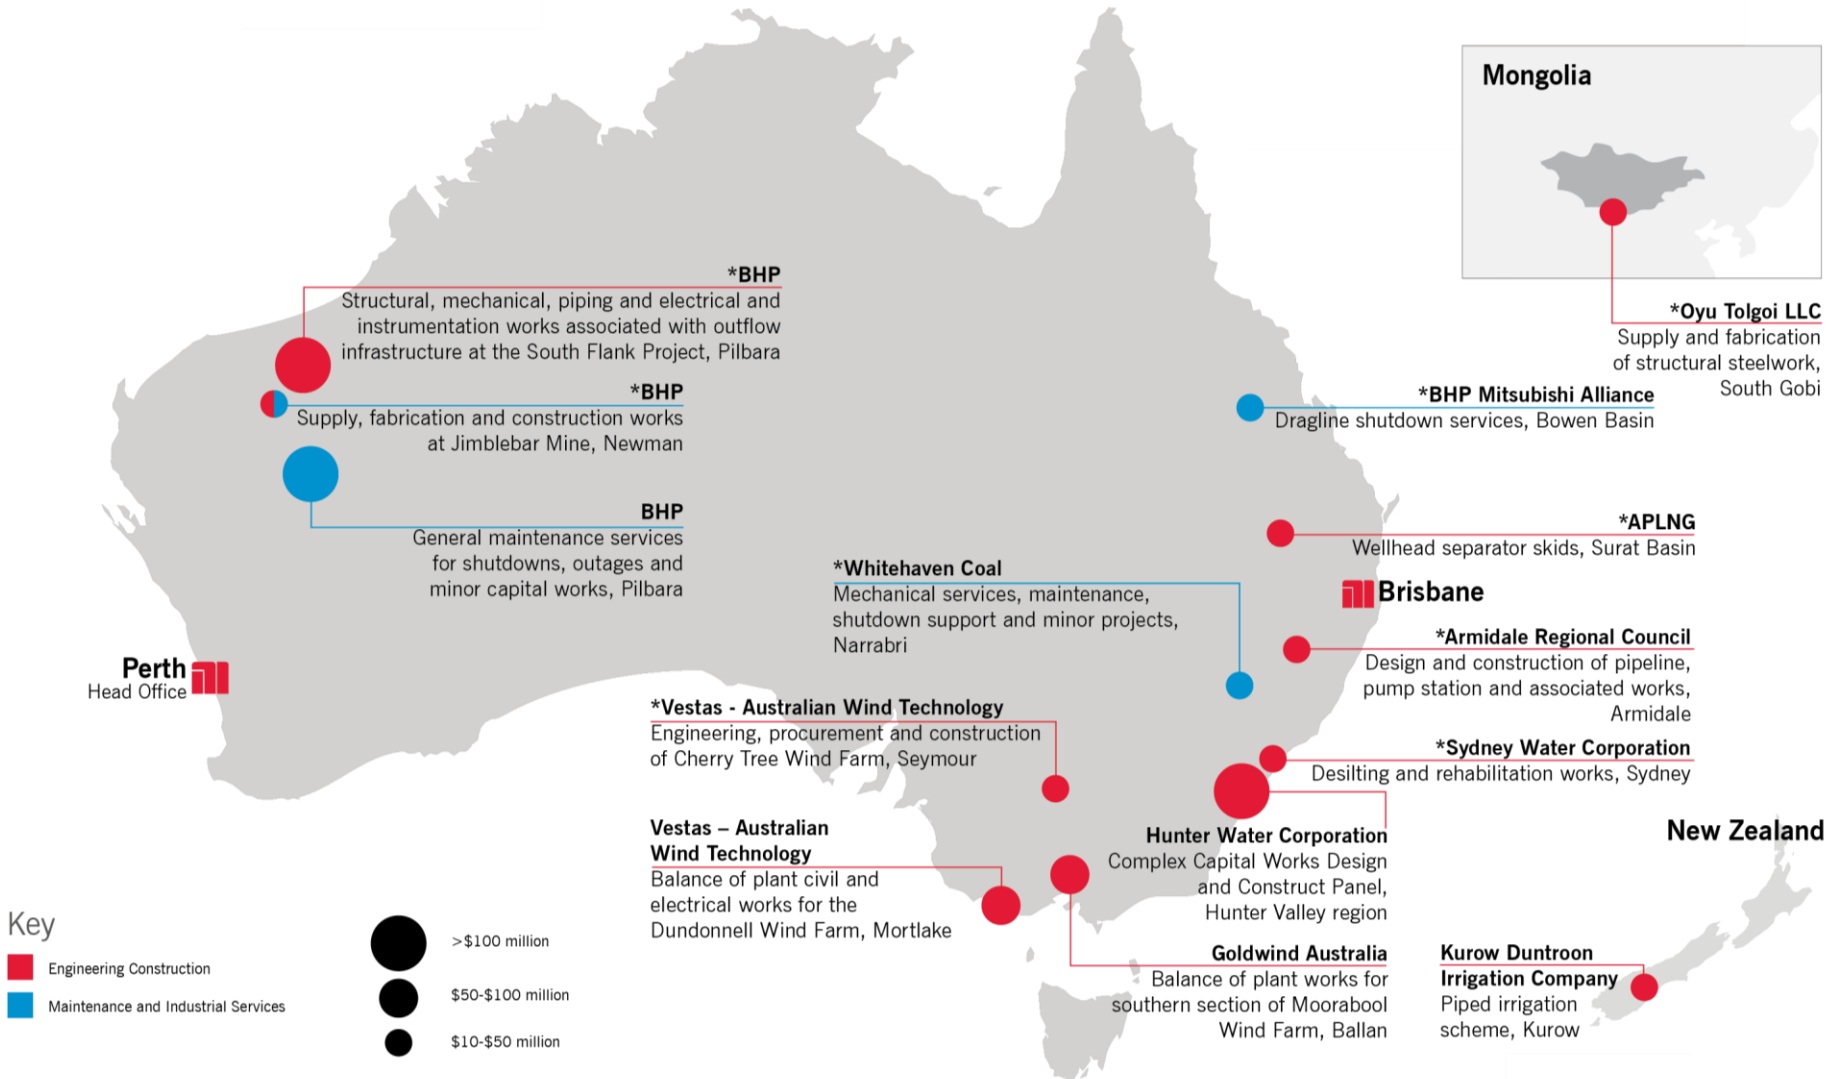 Mongolia
*BHP
Structural, mechanical, piping and electrical and
instrumentation works associated with outflow
infrastructure at the South Flank Project, Pilbara
*BHP
Supply, fabrication and construction works
at Jimblebar Mine, Newman
BHP
General maintenance services
for shutdowns, outages and
minor capital works, Pilbara
Perth
Head Office
*Oyu Tolgoi LLC
Supply and fabrication
of structural steelwork,
South Gobi
*BHP Mitsubishi Alliance
Dragline shutdown services, Bowen Basin
*APLNG
Wellhead separator skids, Surat Basin
Brisbane
*Whitehaven Coal
Mechanical services, maintenance,
shutdown support and minor projects,
Narrabri
*Armidale Regional Council
Design and construction of pipeline,
pump station and associated works,
Armidale
*Vestas - Australian Wind Technology
Engineering, procurement and construction
of Cherry Tree Wind Farm, Seymour
*Sydney Water Corporation
Desilting and rehabilitation works, Sydney
Vestas – Australian
Wind Technology
Balance of plant civil and
electrical works for the
Dundonnell Wind Farm, Mortlake
Hunter Water Corporation
Complex Capital Works Design
and Construct Panel,
Hunter Valley region
New Zealand
Goldwind Australia
Balance of plant works for
southern section of Moorabool
Wind Farm, Ballan
Kurow Duntroon
Irrigation Company
Piped irrigation
scheme, Kurow
Key
Engineering Construction
Maintenance and Industrial Services
>$100 million
$50-$100 million
$10-$50 million